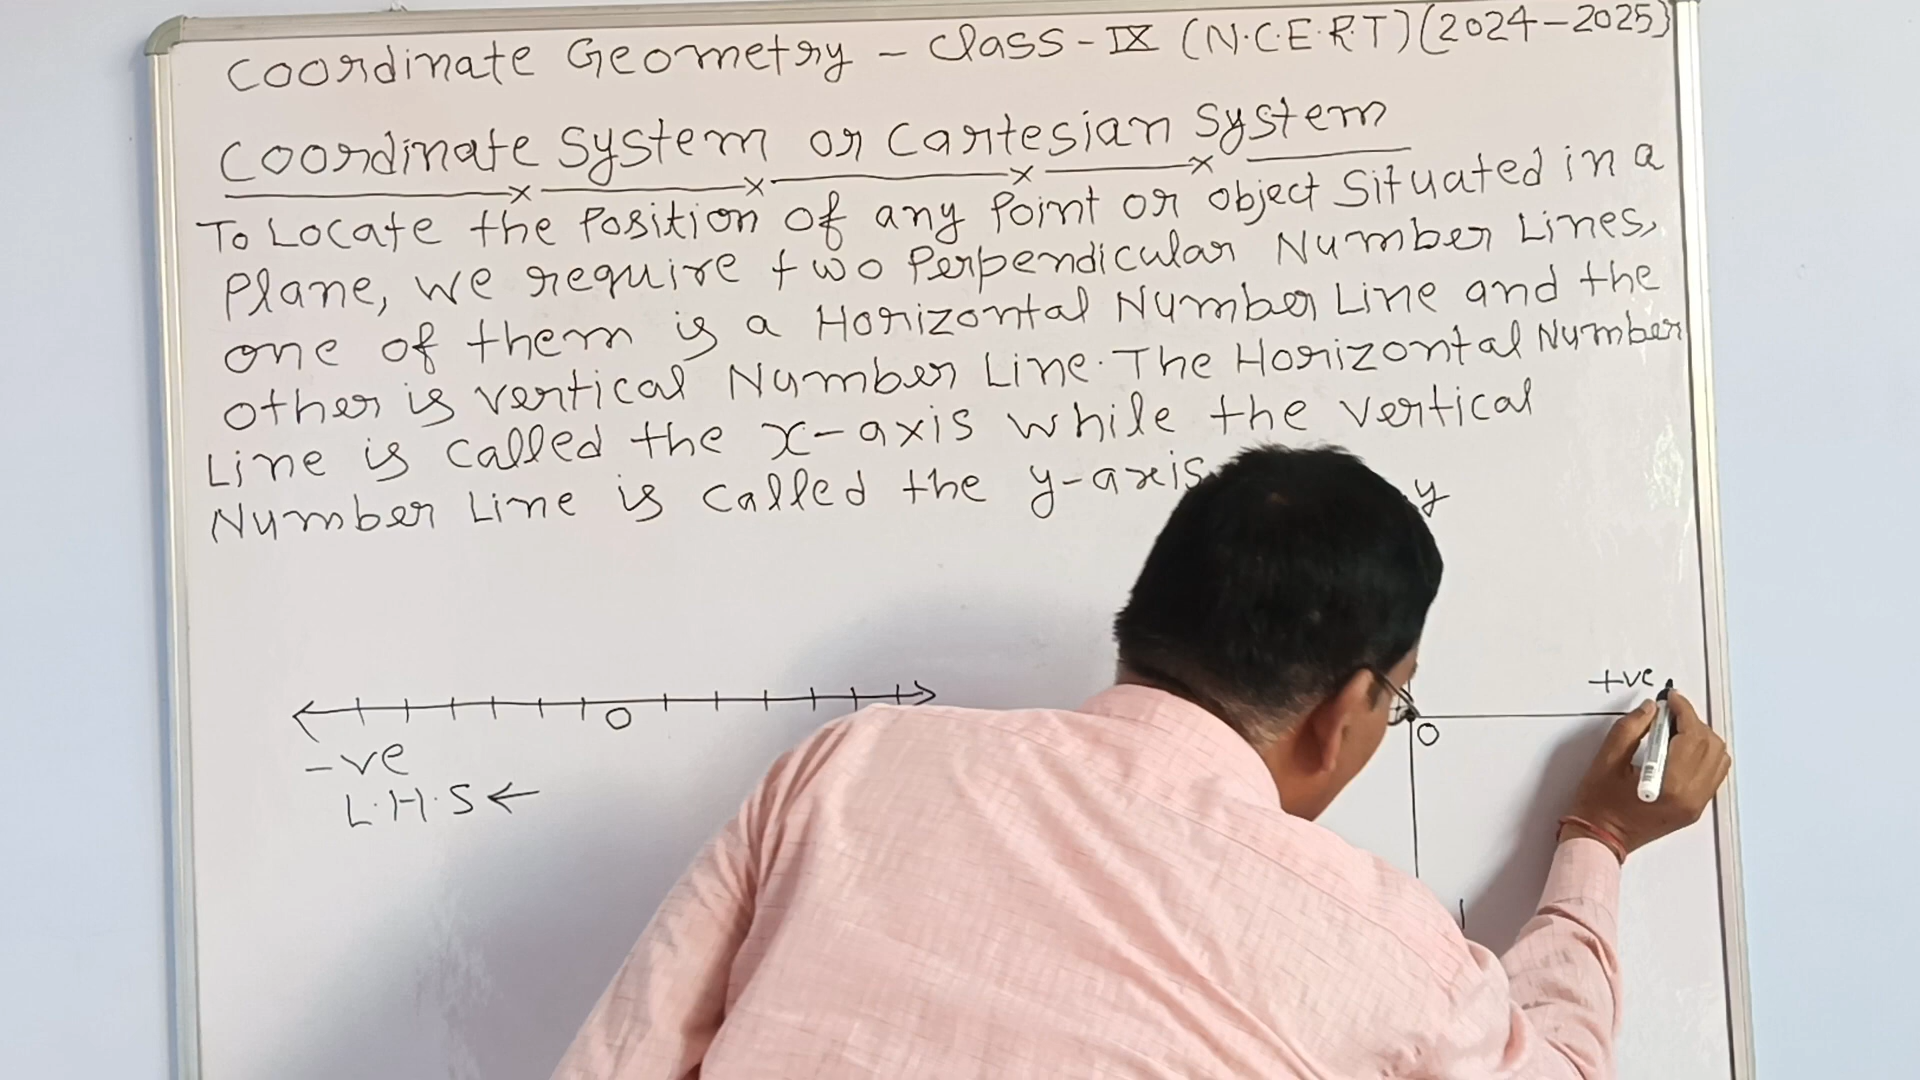 Coordinate Geometry - Class - IX (N.C.E.R.T) (2024-2025)
Coordinate System or Cartesian System
To Locate the Position of any Point or object Situated in a
Plane, we require two Perpendicular Number Lines,
one of them is a Horizontal Number Line and the
other is vertical Number Line. The Horizontal Number
Line is called the x-axis while the vertical
Number Line is called the y-axis
y
+ve
O
O
-ve
L.H.S ←